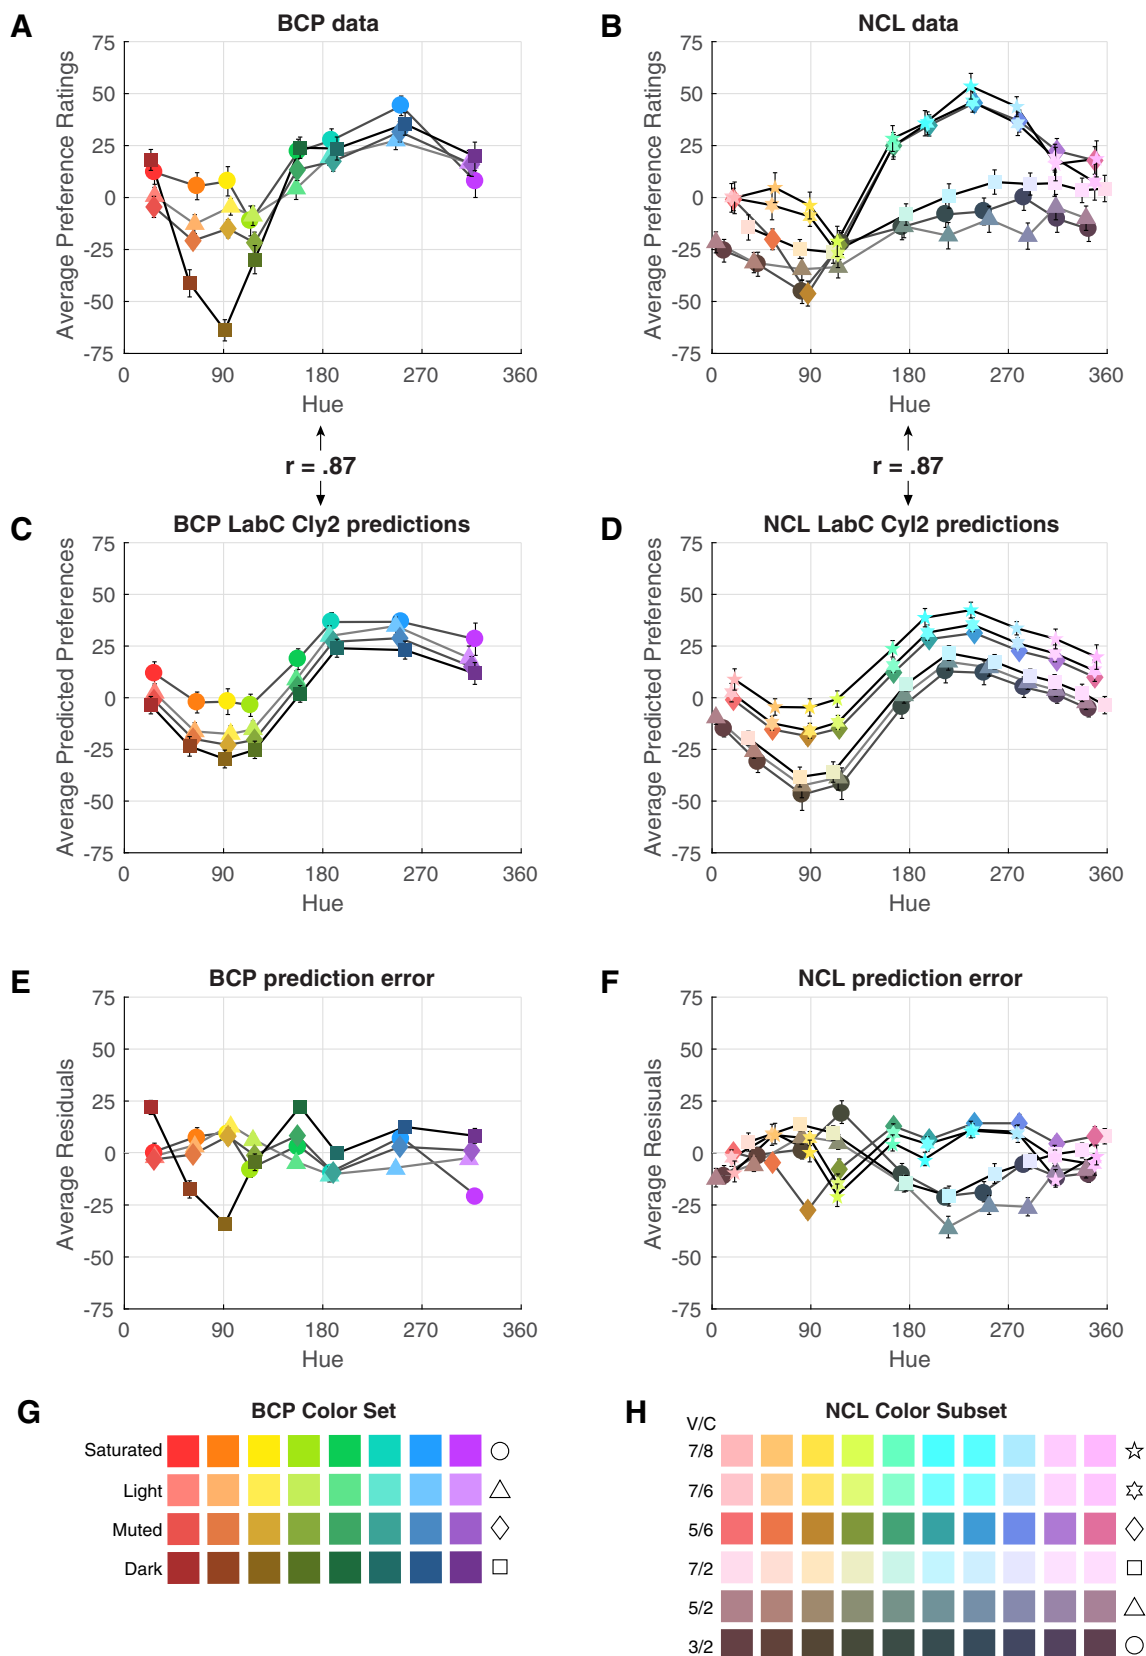 A
BCP data
75
50
25
0
-25
-50
-75
Average Preference Ratings
0 90 180 270 360
Hue
B
NCL data
75
50
25
0
-25
-50
-75
Average Preference Ratings
0 90 180 270 360
Hue
r = .87
r = .87
C
BCP LabC Cly2 predictions
75
50
25
0
-25
-50
-75
Average Predicted Preferences
0 90 180 270 360
Hue
D
NCL LabC Cyl2 predictions
75
50
25
0
-25
-50
-75
Average Predicted Preferences
0 90 180 270 360
Hue
E
BCP prediction error
75
50
25
0
-25
-50
-75
Average Residuals
0 90 180 270 360
Hue
F
NCL prediction error
75
50
25
0
-25
-50
-75
Average Resisuals
0 90 180 270 360
Hue
G
BCP Color Set
Saturated
Light
Muted
Dark
H
NCL Color Subset
V/C
7/8
7/6
5/6
7/2
5/2
3/2